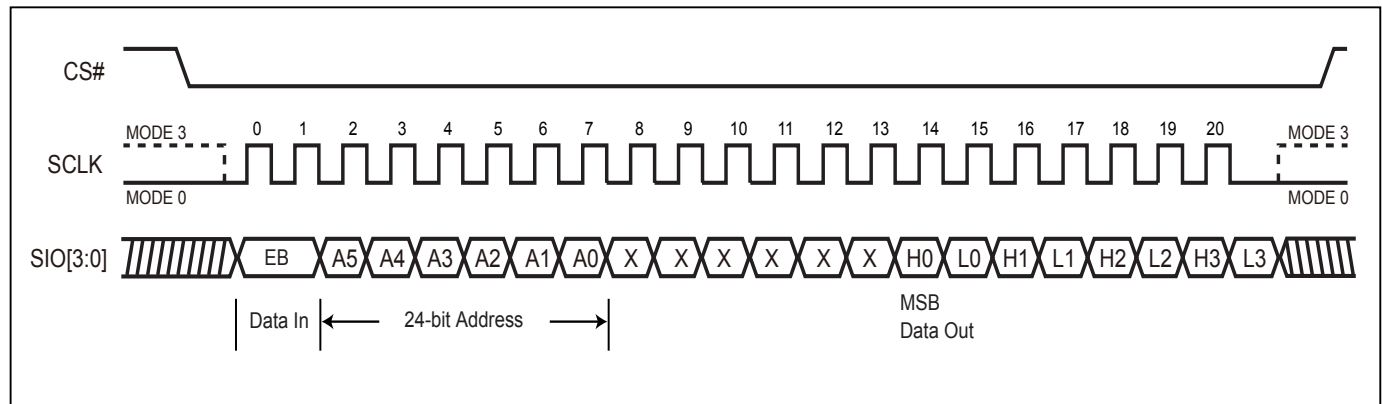 CS#
MODE 3 0 1 2 3 4 5 6 7 8 9 10 11 12 13 14 15 16 17 18 19 20 MODE 3
SCLK
MODE 0 MODE 0
SIO[3:0] EB A5 A4 A3 A2 A1 A0 X X X X X X H0 L0 H1 L1 H2 L2 H3 L3
MSB
Data In 24-bit Address Data Out